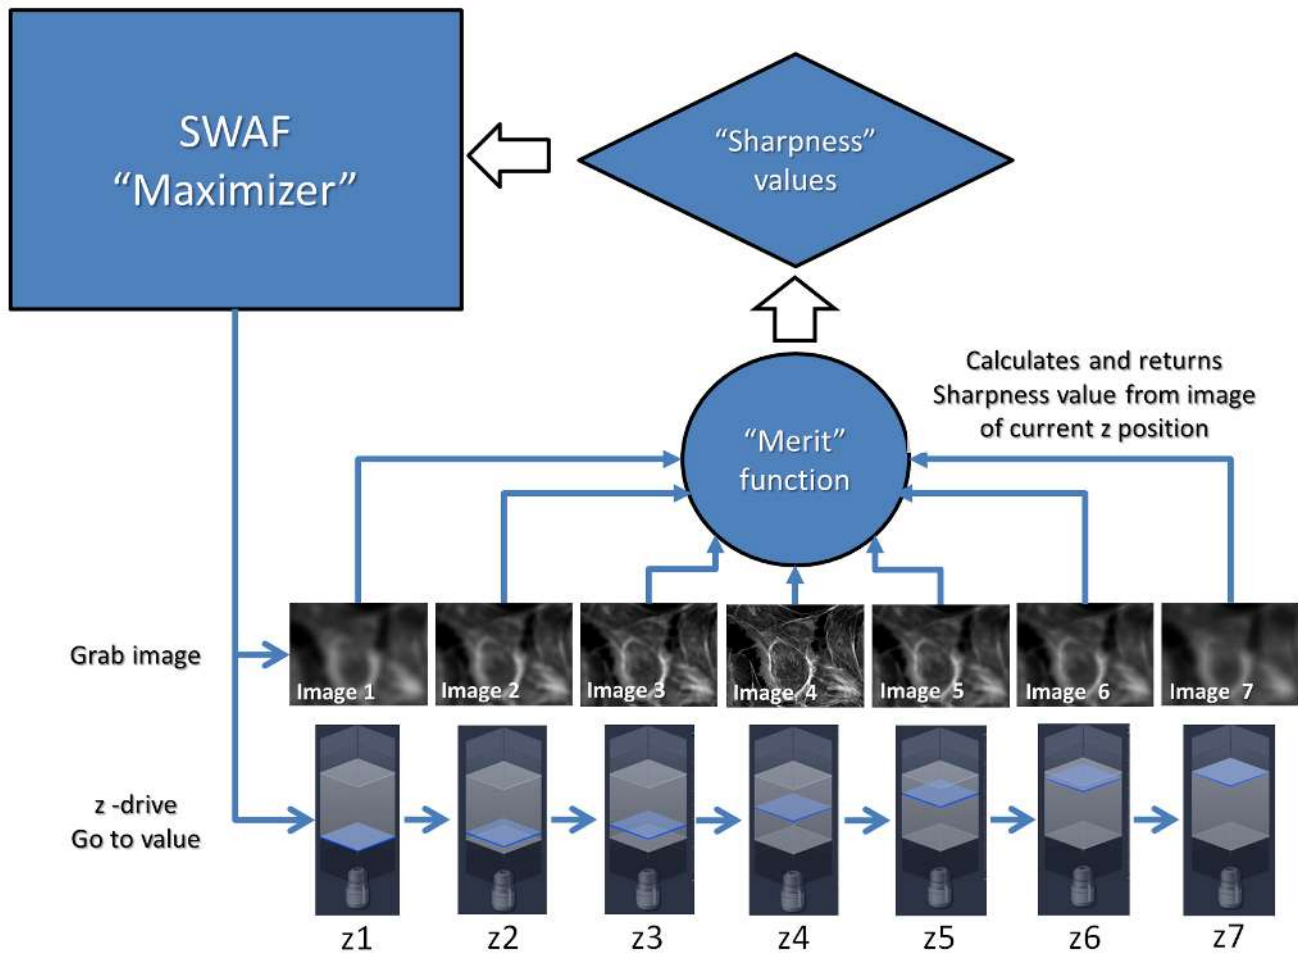 SWAF
“Maximizer”
“Sharpness”
values
Calculates and returns
Sharpness value from image
of current z position
“Merit”
function
Grab image
Image 1
Image 2
Image 3
Image 4
Image 5
Image 6
Image 7
z -drive
Go to value
z1
z2
z3
z4
z5
z6
z7